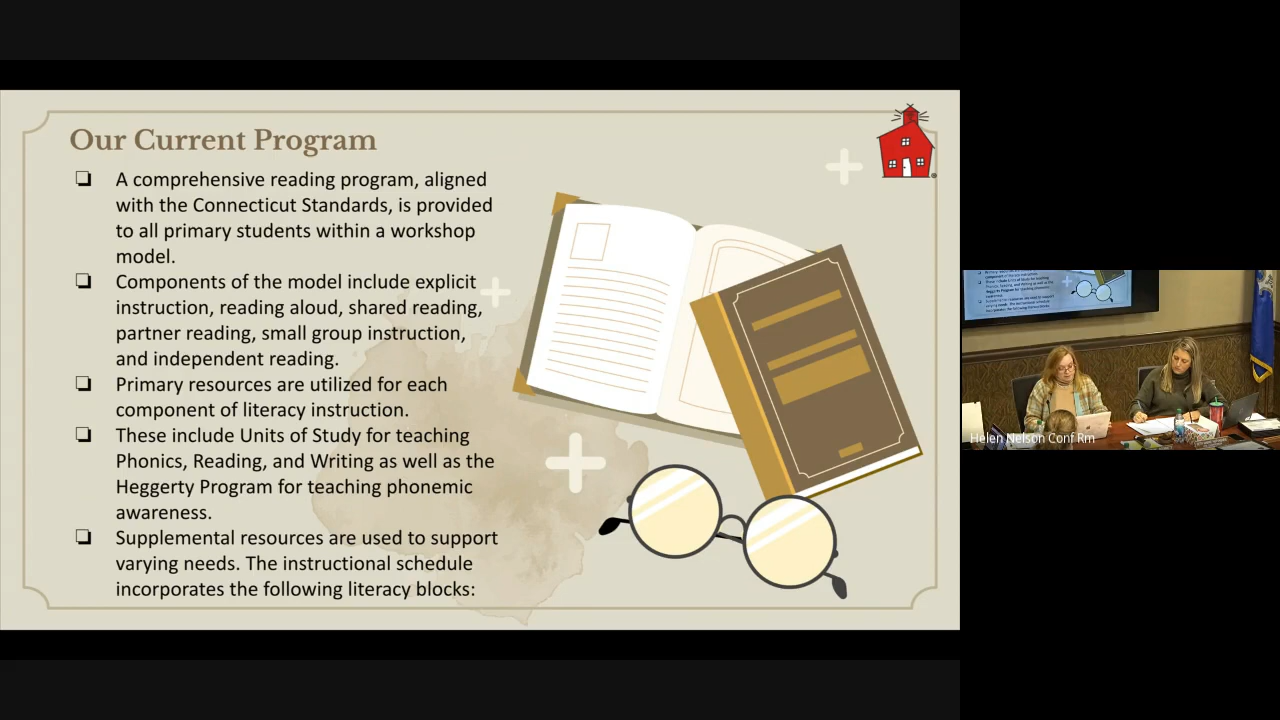 Our Current Program
❏ A comprehensive reading program, aligned
with the Connecticut Standards, is provided
to all primary students within a workshop
model.
❏ Components of the model include explicit
instruction, reading aloud, shared reading,
partner reading, small group instruction,
and independent reading.
❏ Primary resources are utilized for each
component of literacy instruction.
❏ These include Units of Study for teaching
Phonics, Reading, and Writing as well as the
Heggerty Program for teaching phonemic
awareness.
❏ Supplemental resources are used to support
varying needs. The instructional schedule
incorporates the following literacy blocks:
Helen Nelson Conf Rm